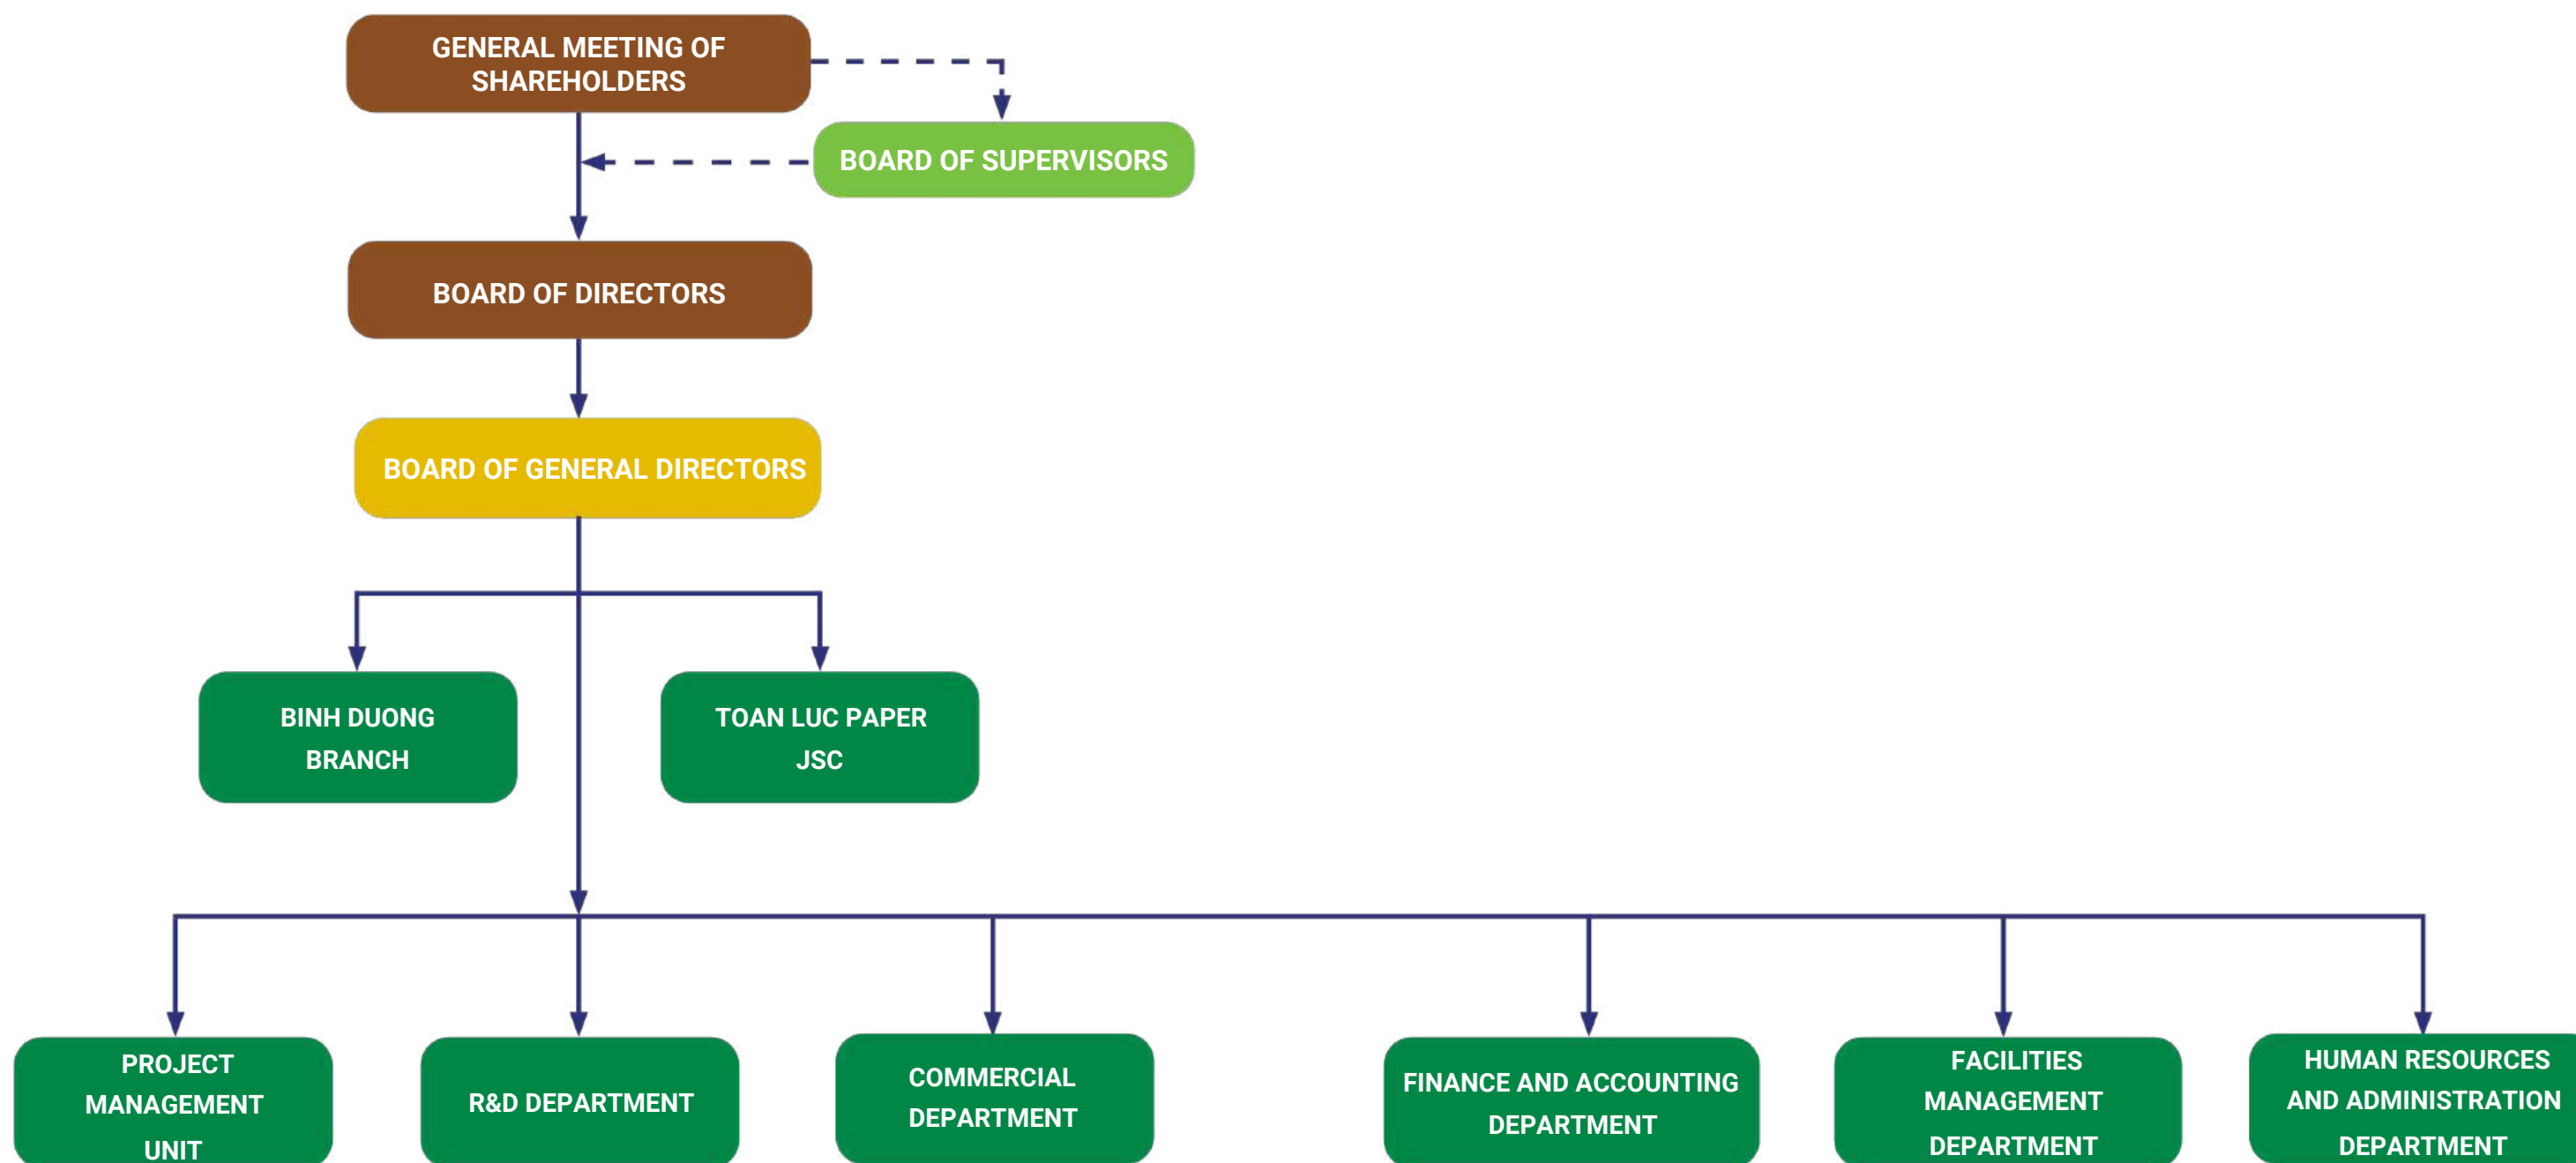 GENERAL MEETING OF
SHAREHOLDERS
BOARD OF SUPERVISORS
BOARD OF DIRECTORS
BOARD OF GENERAL DIRECTORS
BINH DUONG
BRANCH
TOAN LUC PAPER
JSC
PROJECT
MANAGEMENT
UNIT
R&D DEPARTMENT
COMMERCIAL
DEPARTMENT
FINANCE AND ACCOUNTING
DEPARTMENT
FACILITIES
MANAGEMENT
DEPARTMENT
HUMAN RESOURCES
AND ADMINISTRATION
DEPARTMENT